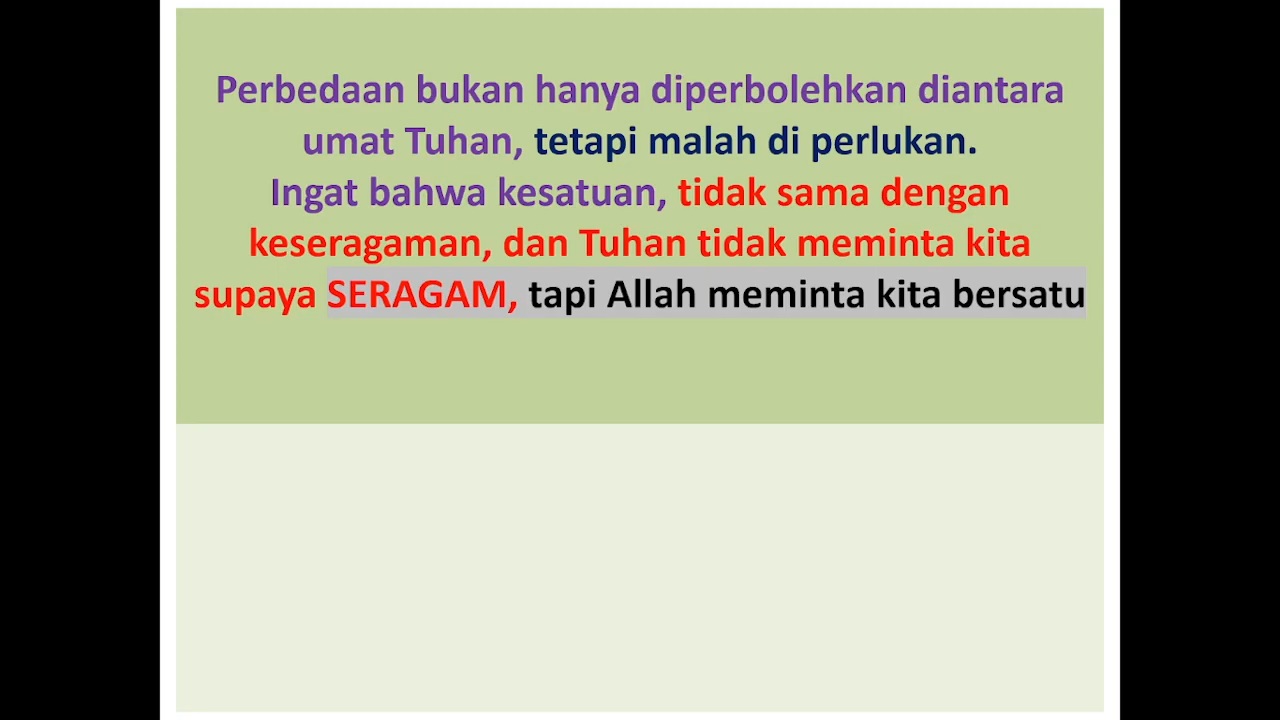 Perbedaan bukan hanya diperbolehkan diantara
umat Tuhan, tetapi malah di perlukan.
Ingat bahwa kesatuan, tidak sama dengan
keseragaman, dan Tuhan tidak meminta kita
supaya SERAGAM, tapi Allah meminta kita bersatu